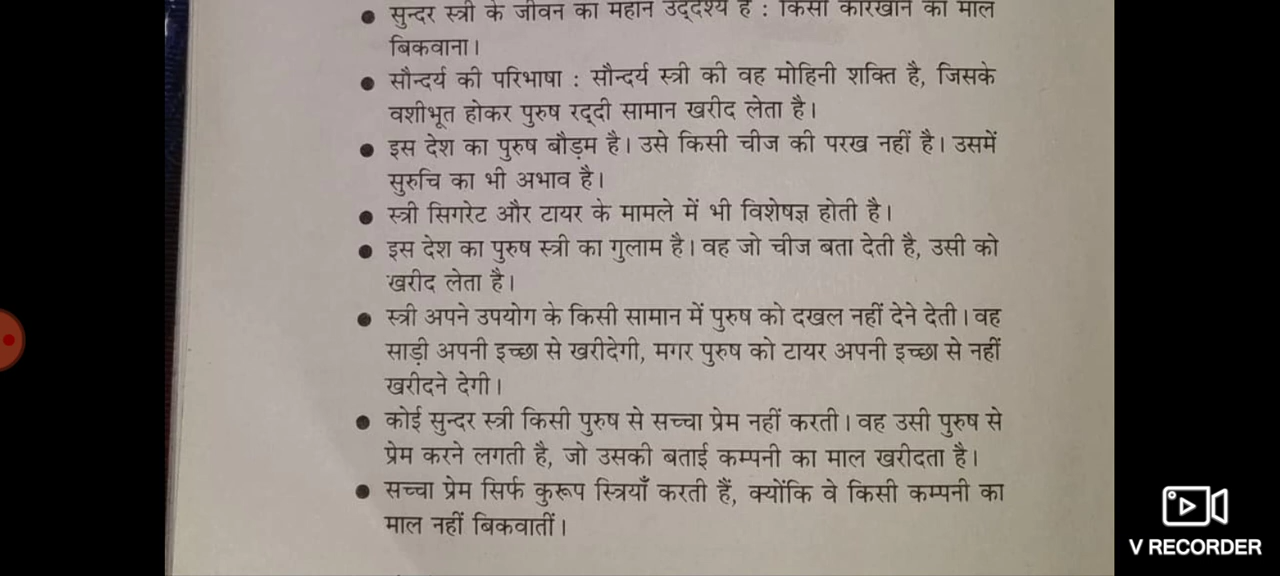 ● सुन्दर स्त्री के जीवन का महान उद्देश्य है : किसी कारखाने का माल
बिकवाना।
● सौन्दर्य की परिभाषा : सौन्दर्य स्त्री की वह मोहिनी शक्ति है, जिसके
वशीभूत होकर पुरुष रद्दी सामान खरीद लेता है।
● इस देश का पुरुष बौड़म है। उसे किसी चीज की परख नहीं है। उसमें
सुरुचि का भी अभाव है।
● स्त्री सिगरेट और टायर के मामले में भी विशेषज्ञ होती है।
● इस देश का पुरुष स्त्री का गुलाम है। वह जो चीज बता देती है, उसी को
खरीद लेता है।
● स्त्री अपने उपयोग के किसी सामान में पुरुष को दखल नहीं देने देती। वह
साड़ी अपनी इच्छा से खरीदेगी, मगर पुरुष को टायर अपनी इच्छा से नहीं
खरीदने देगी।
● कोई सुन्दर स्त्री किसी पुरुष से सच्चा प्रेम नहीं करती। वह उसी पुरुष से
प्रेम करने लगती है, जो उसकी बताई कम्पनी का माल खरीदता है।
● सच्चा प्रेम सिर्फ कुरूप स्त्रियाँ करती हैं, क्योंकि वे किसी कम्पनी का
माल नहीं बिकवातीं।
V RECORDER